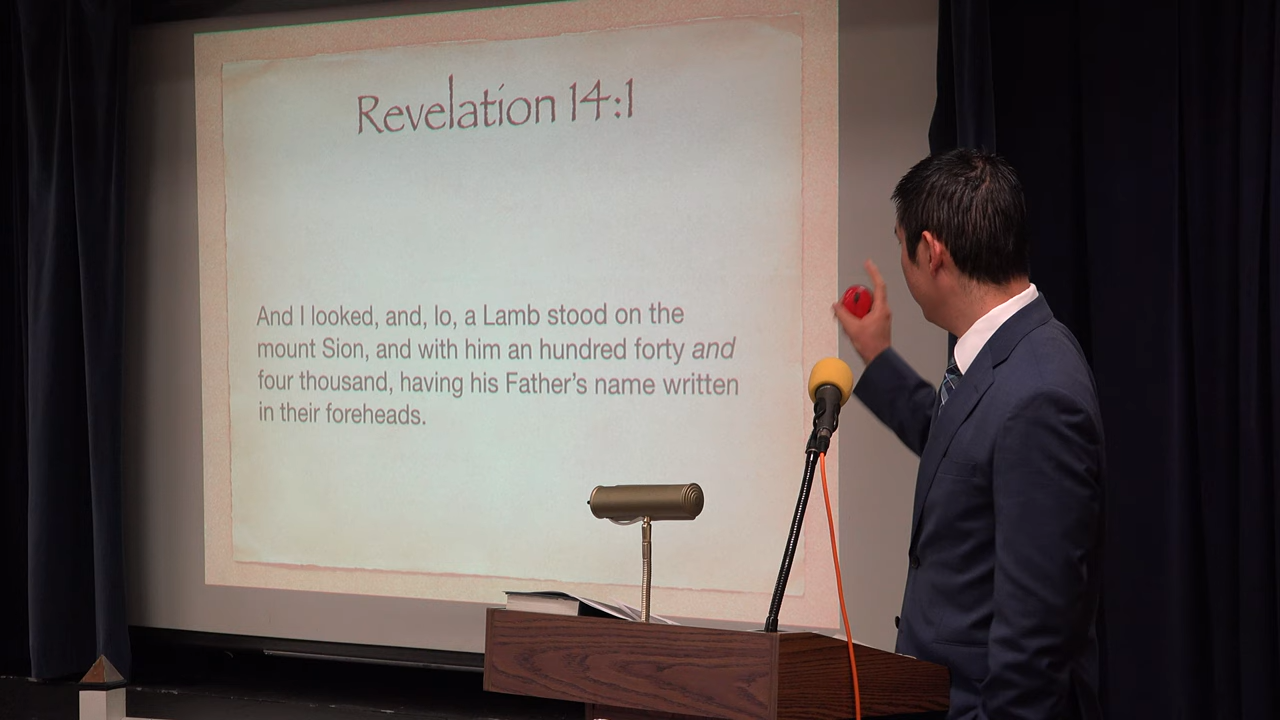 Revelation 14:1
And I looked, and, lo, a Lamb stood on the
mount Sion, and with him an hundred forty and
four thousand, having his Father's name written
in their foreheads.